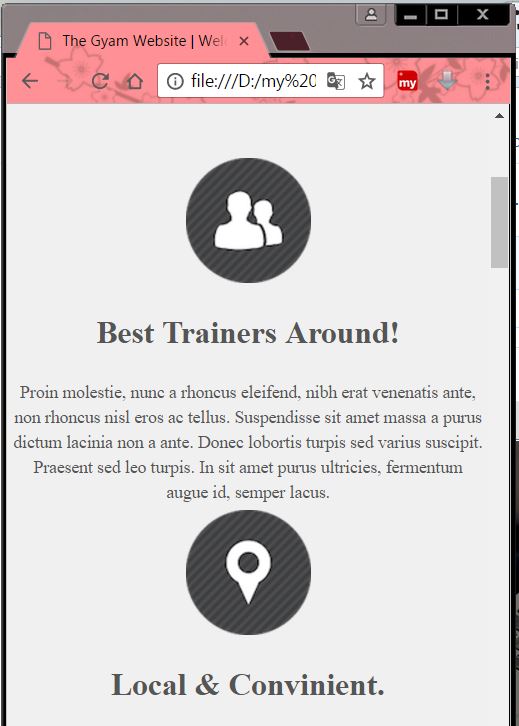 The Gyam Website | Welc
file:///D:/my%20
my
Best Trainers Around!
Proin molestie, nunc a rhoncus eleifend, nibh erat venenatis ante,
non rhoncus nisl eros ac tellus. Suspendisse sit amet massa a purus
dictum lacinia non a ante. Donec lobortis turpis sed varius suscipit.
Praesent sed leo turpis. In sit amet purus ultricies, fermentum
augue id, semper lacus.
Local & Convinient.